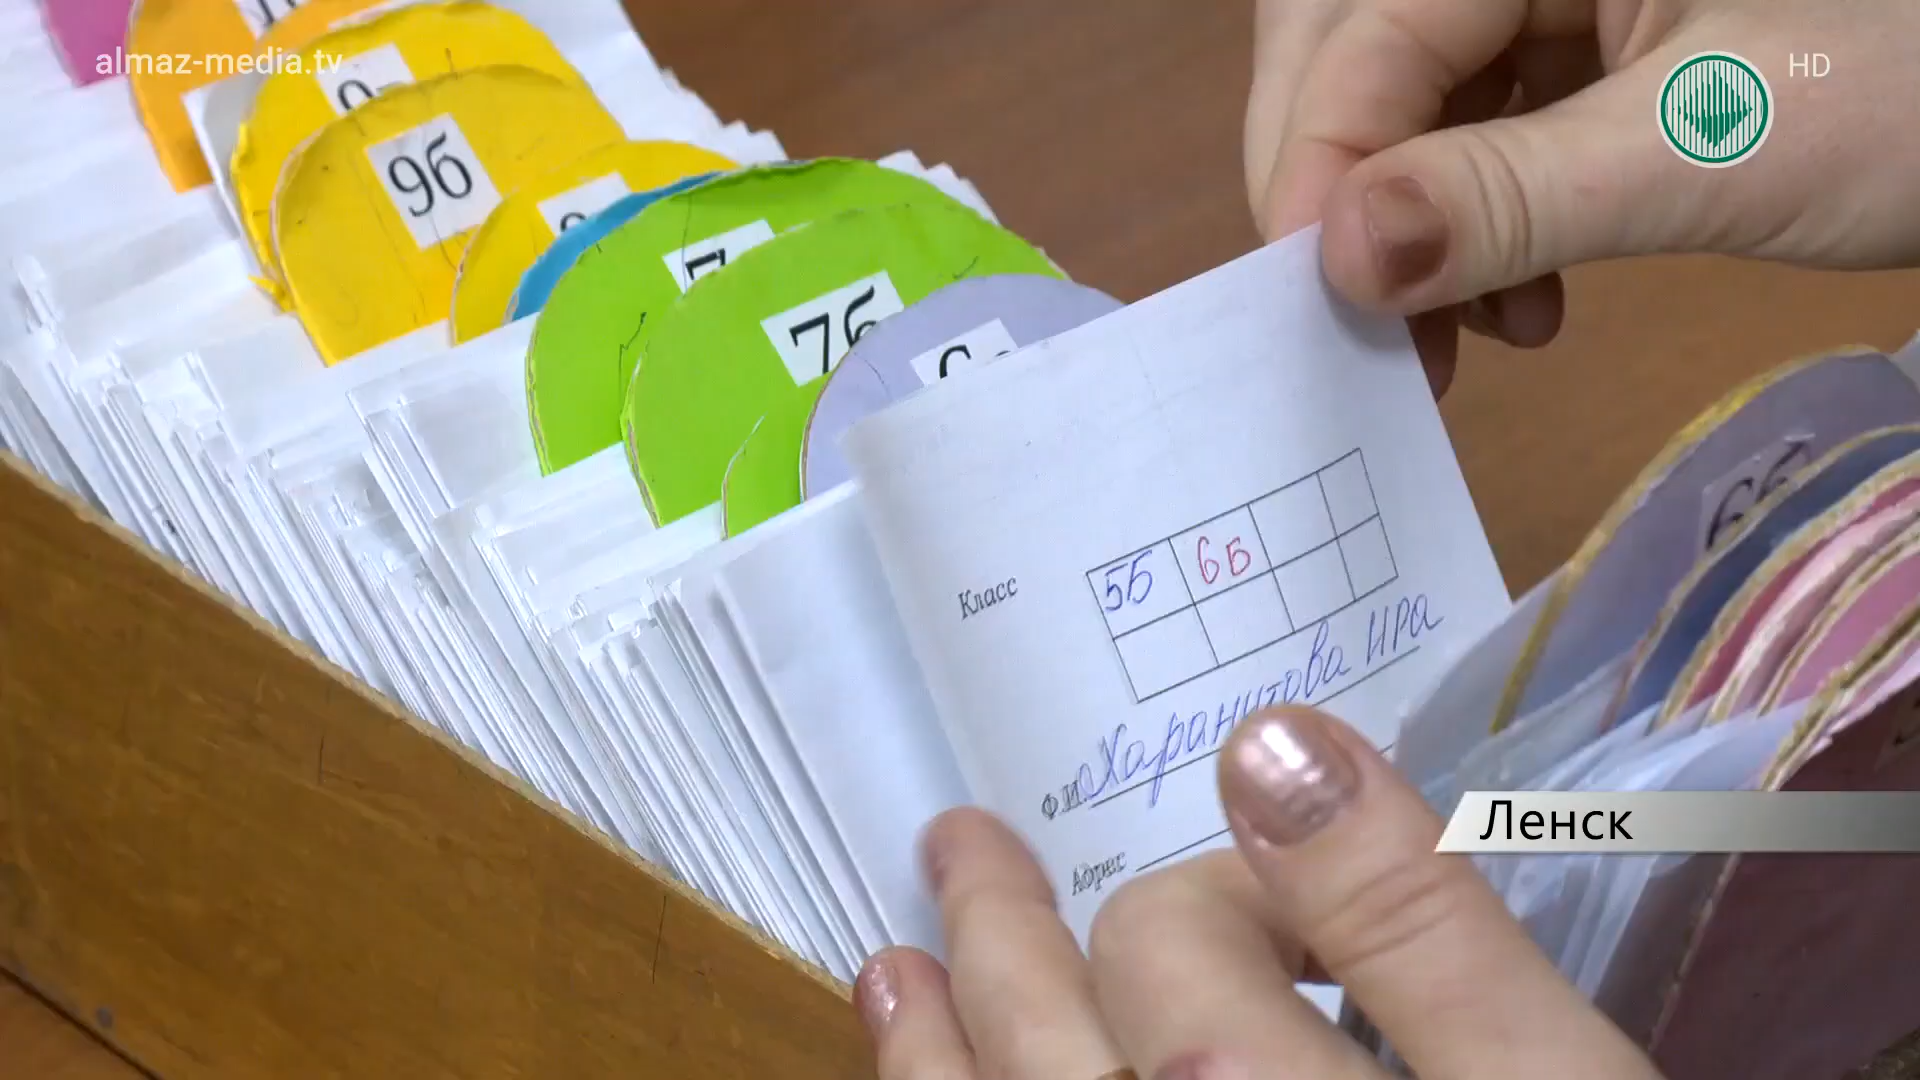 almaz-media.tv
HD
9б
7б
6б
Класс
5Б 6Б
Ф.И. Харанитова Ира
Адрес
Ленск